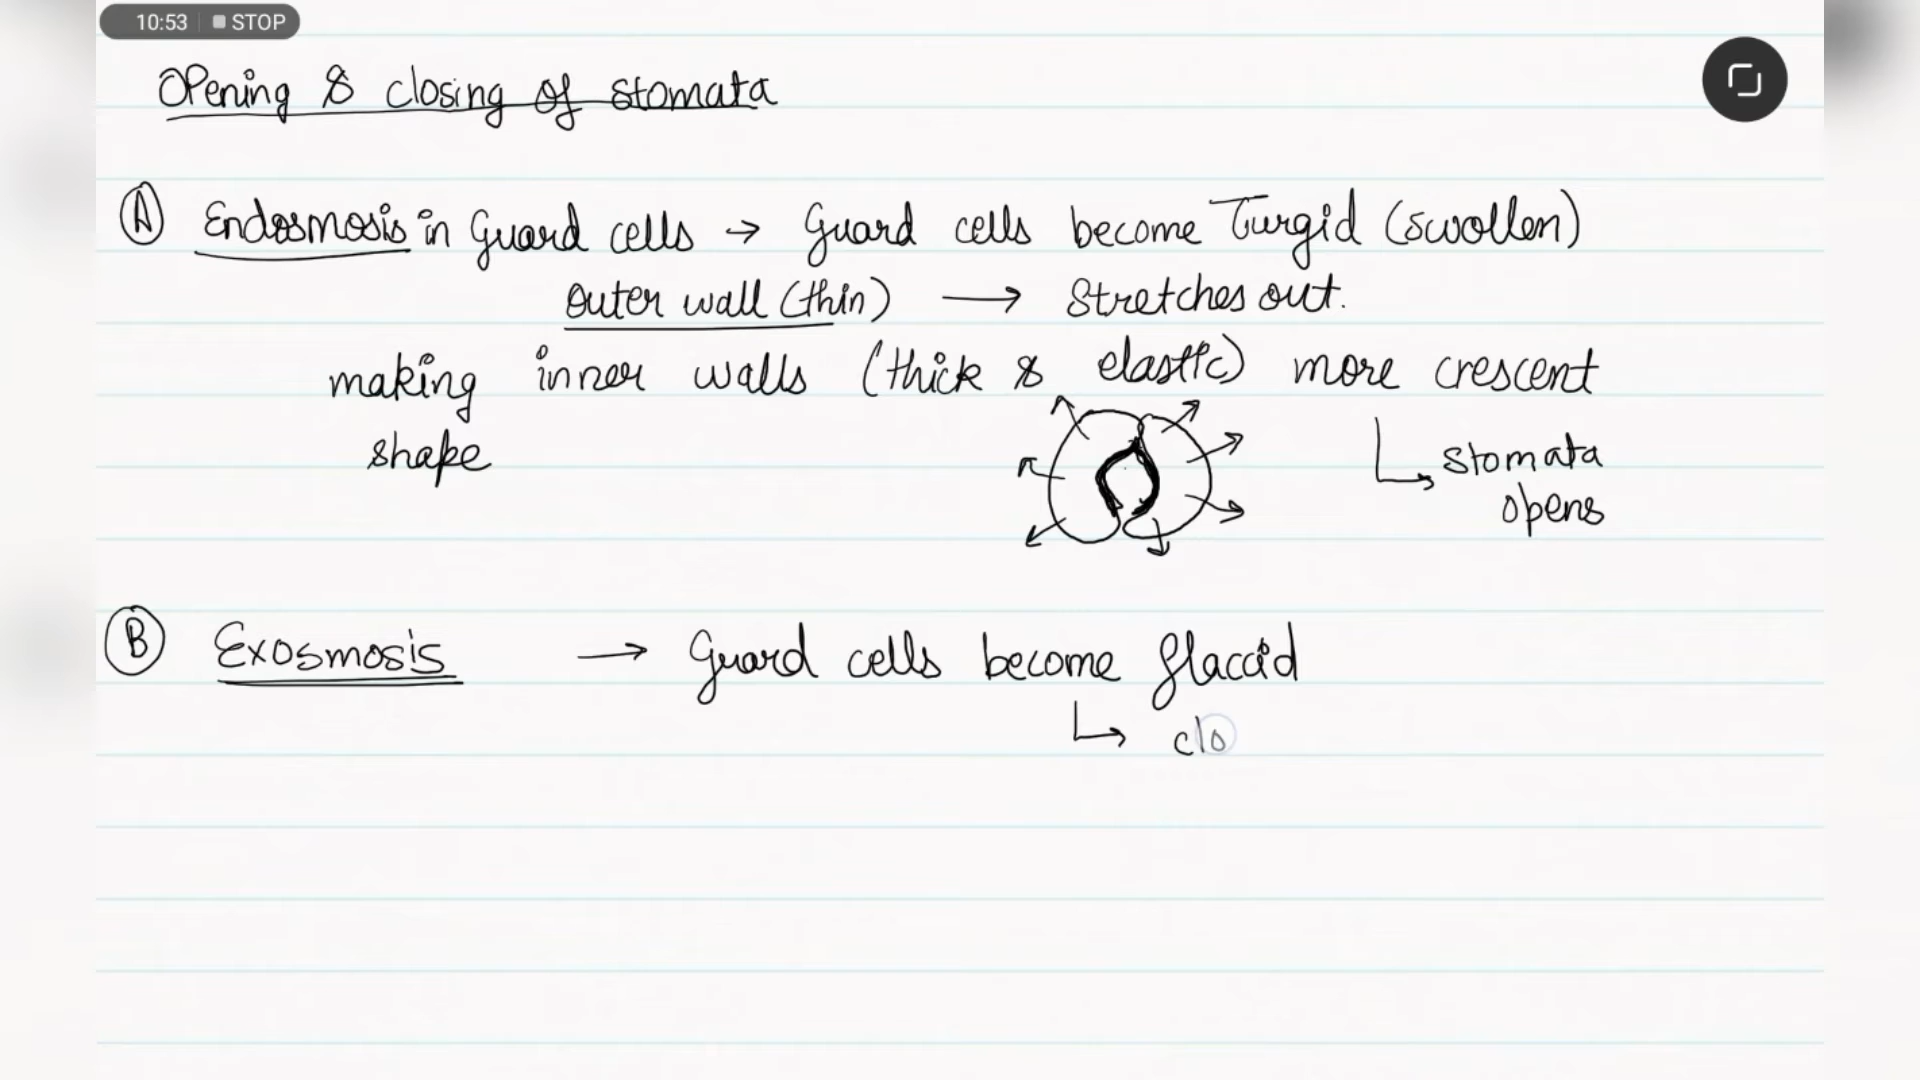 10:53 STOP
Opening & closing of stomata
A Endosmosis in Guard cells → Guard cells become Turgid (swollen)
outer wall (thin) → Stretches out.
making inner walls (thick & elastic) more crescent
shape
↳ stomata
opens
B Exosmosis → Guard cells become flaccid
↳ clo